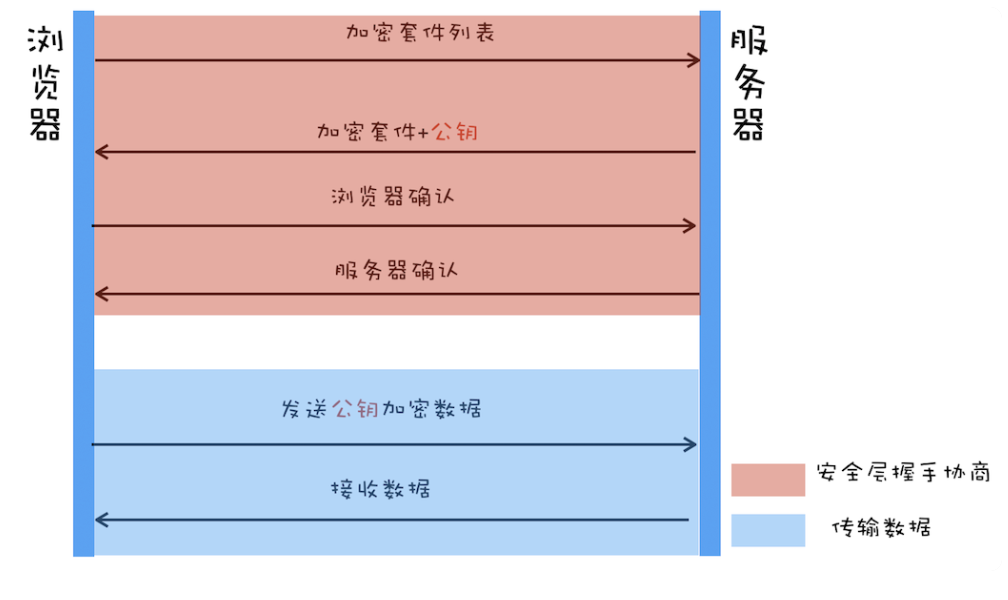 浏览器
服务器
加密套件列表
加密套件+公钥
浏览器确认
服务器确认
发送公钥加密数据
接收数据
安全层握手协商
传输数据